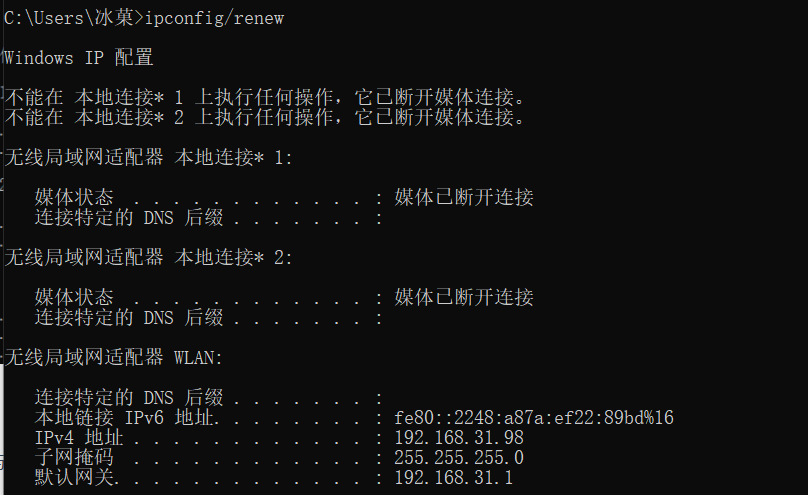 C:\Users\冰菓>ipconfig/renew
Windows IP 配置
不能在 本地连接* 1 上执行任何操作，它已断开媒体连接。
不能在 本地连接* 2 上执行任何操作，它已断开媒体连接。
无线局域网适配器 本地连接* 1:
媒体状态 . . . . . . . . . . . . : 媒体已断开连接
连接特定的 DNS 后缀 . . . . . . . :
无线局域网适配器 本地连接* 2:
媒体状态 . . . . . . . . . . . . : 媒体已断开连接
连接特定的 DNS 后缀 . . . . . . . :
无线局域网适配器 WLAN:
连接特定的 DNS 后缀 . . . . . . . :
本地链接 IPv6 地址. . . . . . . . : fe80::2248:a87a:ef22:89bd%16
IPv4 地址 . . . . . . . . . . . . : 192.168.31.98
子网掩码 . . . . . . . . . . . . : 255.255.255.0
默认网关. . . . . . . . . . . . . : 192.168.31.1